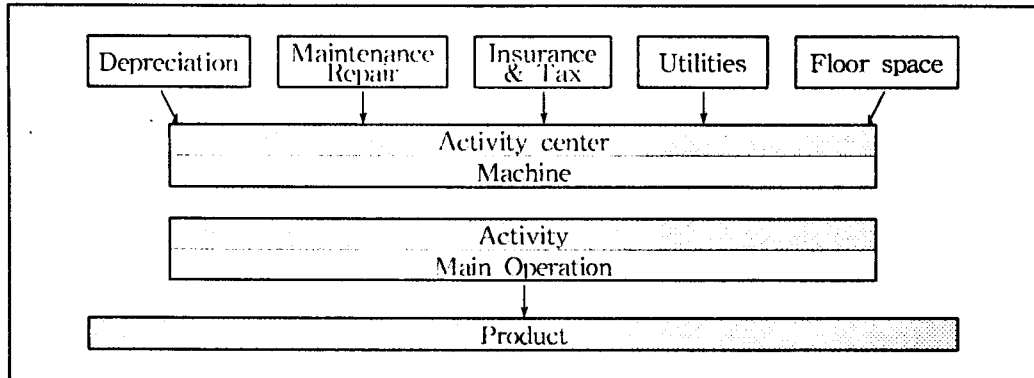 Depreciation
Maintenance
Repair
Insurance
& Tax
Utilities
Floor space
Activity center
Machine
Activity
Main Operation
Product